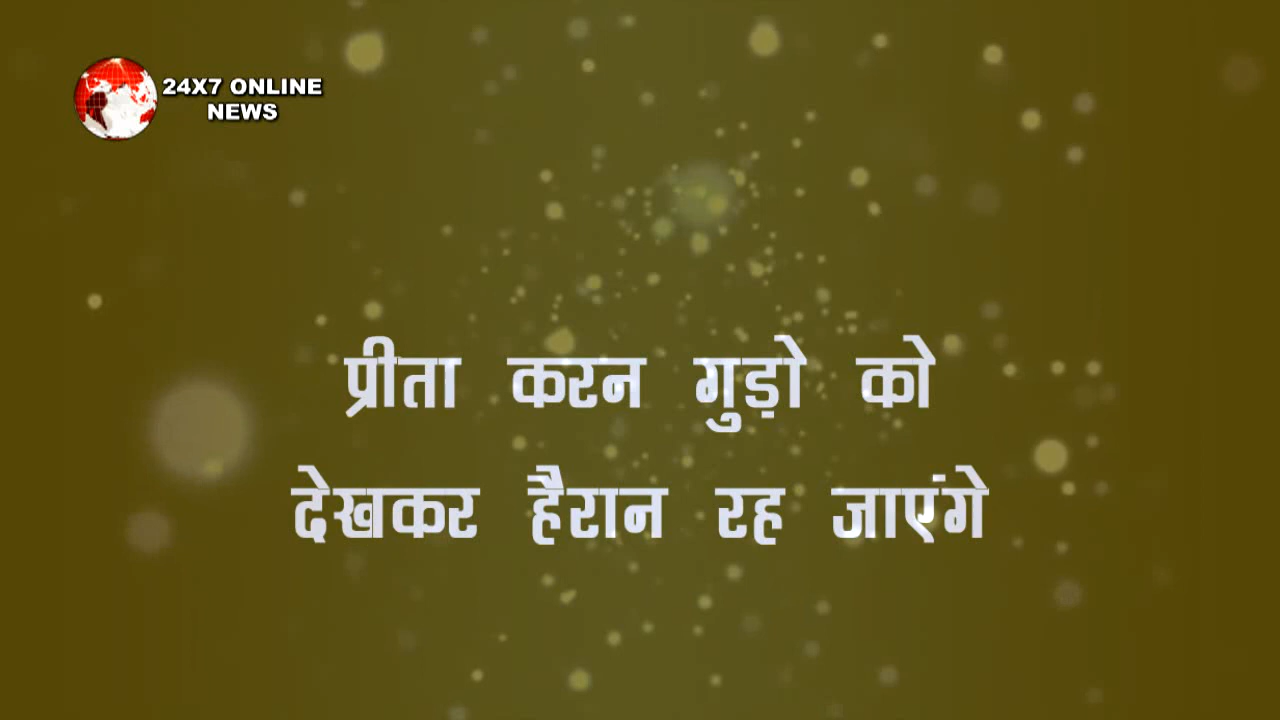 24X7 ONLINE
NEWS
प्रीता करन गुड़ो को
देखकर हैरान रह जाएंगे